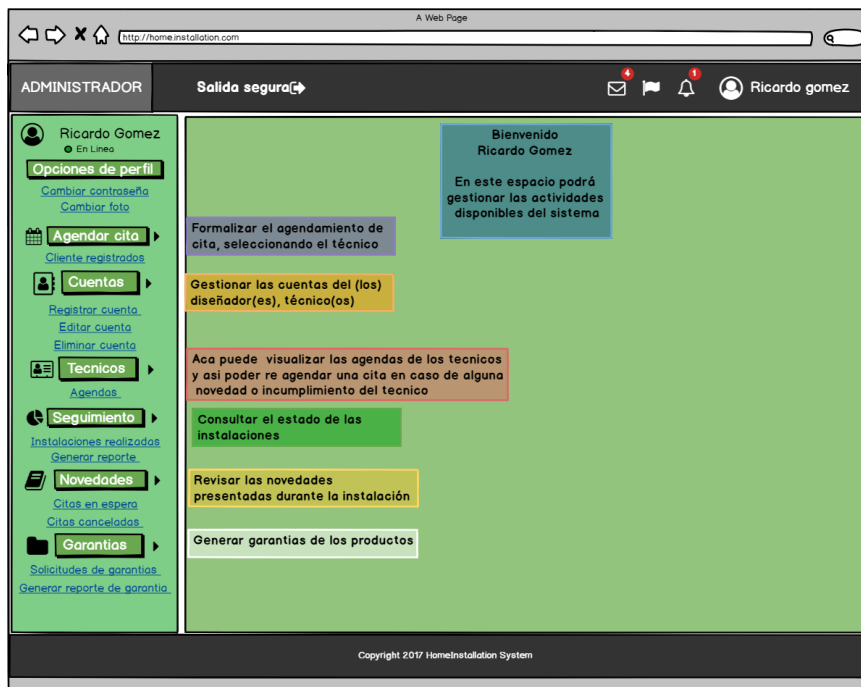 A Web Page
http://home.installation.com
ADMINISTRADOR
Salida segura
4
1
Ricardo gomez
Ricardo Gomez
En Linea
Opciones de perfil
Cambiar contraseña
Cambiar foto
Agendar cita
Cliente registrados
Cuentas
Registrar cuenta
Editar cuenta
Eliminar cuenta
Tecnicos
Agendas
Seguimiento
Instalaciones realizadas
Generar reporte
Novedades
Citas en espera
Citas canceladas
Garantias
Solicitudes de garantias
Generar reporte de garantia
Bienvenido
Ricardo Gomez
En este espacio podrá
gestionar las actividades
disponibles del sistema
Formalizar el agendamiento de
cita, seleccionando el técnico
Gestionar las cuentas del (los)
diseñador(es), técnico(os)
Aca puede visualizar las agendas de los tecnicos
y asi poder re agendar una cita en caso de alguna
novedad o incumplimiento del tecnico
Consultar el estado de las
instalaciones
Revisar las novedades
presentadas durante la instalación
Generar garantias de los productos
Copyright 2017 HomeInstallation System